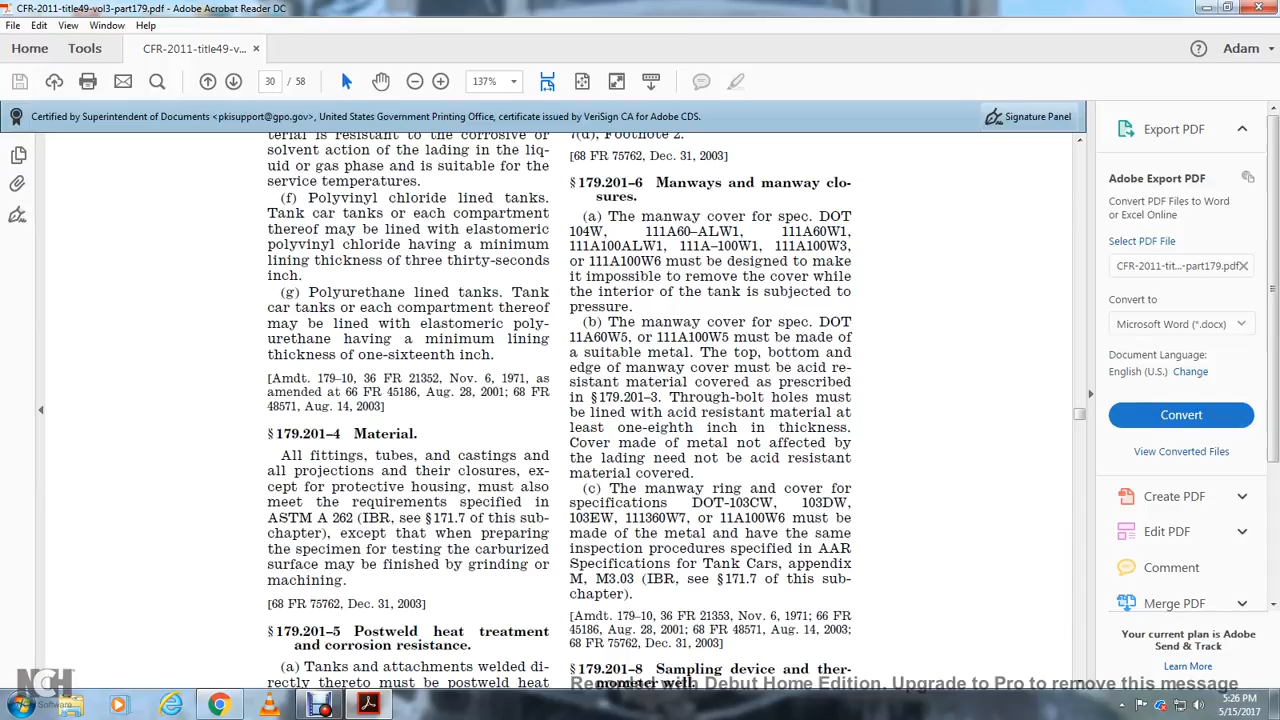 CFR-2011-title49-vol3-part179.pdf - Adobe Acrobat Reader DC
File Edit View Window Help
Home Tools CFR-2011-title49-v... × Adam
30 / 58 137%
Certified by Superintendent of Documents <pkisupport@gpo.gov>, United States Government Printing Office, certificate issued by VeriSign CA for Adobe CDS. Signature Panel
terial is resistant to the corrosive or
solvent action of the lading in the liq-
uid or gas phase and is suitable for the
service temperatures.
(f) Polyvinyl chloride lined tanks.
Tank car tanks or each compartment
thereof may be lined with elastomeric
polyvinyl chloride having a minimum
lining thickness of three thirty-seconds
inch.
(g) Polyurethane lined tanks. Tank
car tanks or each compartment thereof
may be lined with elastomeric poly-
urethane having a minimum lining
thickness of one-sixteenth inch.
[Amdt. 179–10, 36 FR 21352, Nov. 6, 1971, as
amended at 66 FR 45186, Aug. 28, 2001; 68 FR
48571, Aug. 14, 2003]
§ 179.201–4 Material.
All fittings, tubes, and castings and
all projections and their closures, ex-
cept for protective housing, must also
meet the requirements specified in
ASTM A 262 (IBR, see § 171.7 of this sub-
chapter), except that when preparing
the specimen for testing the carburized
surface may be finished by grinding or
machining.
[68 FR 75762, Dec. 31, 2003]
§ 179.201–5 Postweld heat treatment
and corrosion resistance.
(a) Tanks and attachments welded di-
rectly thereto must be postweld heat
7(d), Footnote 2.
[68 FR 75762, Dec. 31, 2003]
§ 179.201–6 Manways and manway clo-
sures.
(a) The manway cover for spec. DOT
104W, 111A60–ALW1, 111A60W1,
111A100ALW1, 111A–100W1, 111A100W3,
or 111A100W6 must be designed to make
it impossible to remove the cover while
the interior of the tank is subjected to
pressure.
(b) The manway cover for spec. DOT
11A60W5, or 111A100W5 must be made of
a suitable metal. The top, bottom and
edge of manway cover must be acid re-
sistant material covered as prescribed
in § 179.201–3. Through-bolt holes must
be lined with acid resistant material at
least one-eighth inch in thickness.
Cover made of metal not affected by
the lading need not be acid resistant
material covered.
(c) The manway ring and cover for
specifications DOT-103CW, 103DW,
103EW, 111360W7, or 11A100W6 must be
made of the metal and have the same
inspection procedures specified in AAR
Specifications for Tank Cars, appendix
M, M3.03 (IBR, see § 171.7 of this sub-
chapter).
[Amdt. 179–10, 36 FR 21353, Nov. 6, 1971; 66 FR
45186, Aug. 28, 2001; 68 FR 48571, Aug. 14, 2003;
68 FR 75762, Dec. 31, 2003]
§ 179.201–8 Sampling device and ther-
mometer well.
Export PDF
Adobe Export PDF
Convert PDF Files to Word
or Excel Online
Select PDF File
CFR-2011-tit...-part179.pdf ×
Convert to
Microsoft Word (*.docx)
Document Language:
English (U.S.) Change
Convert
View Converted Files
Create PDF
Edit PDF
Comment
Merge PDF
Your current plan is Adobe
Send & Track
Learn More
NCH Software
Debut Home Edition. Upgrade to Pro to remove this message
5:26 PM
5/15/2017